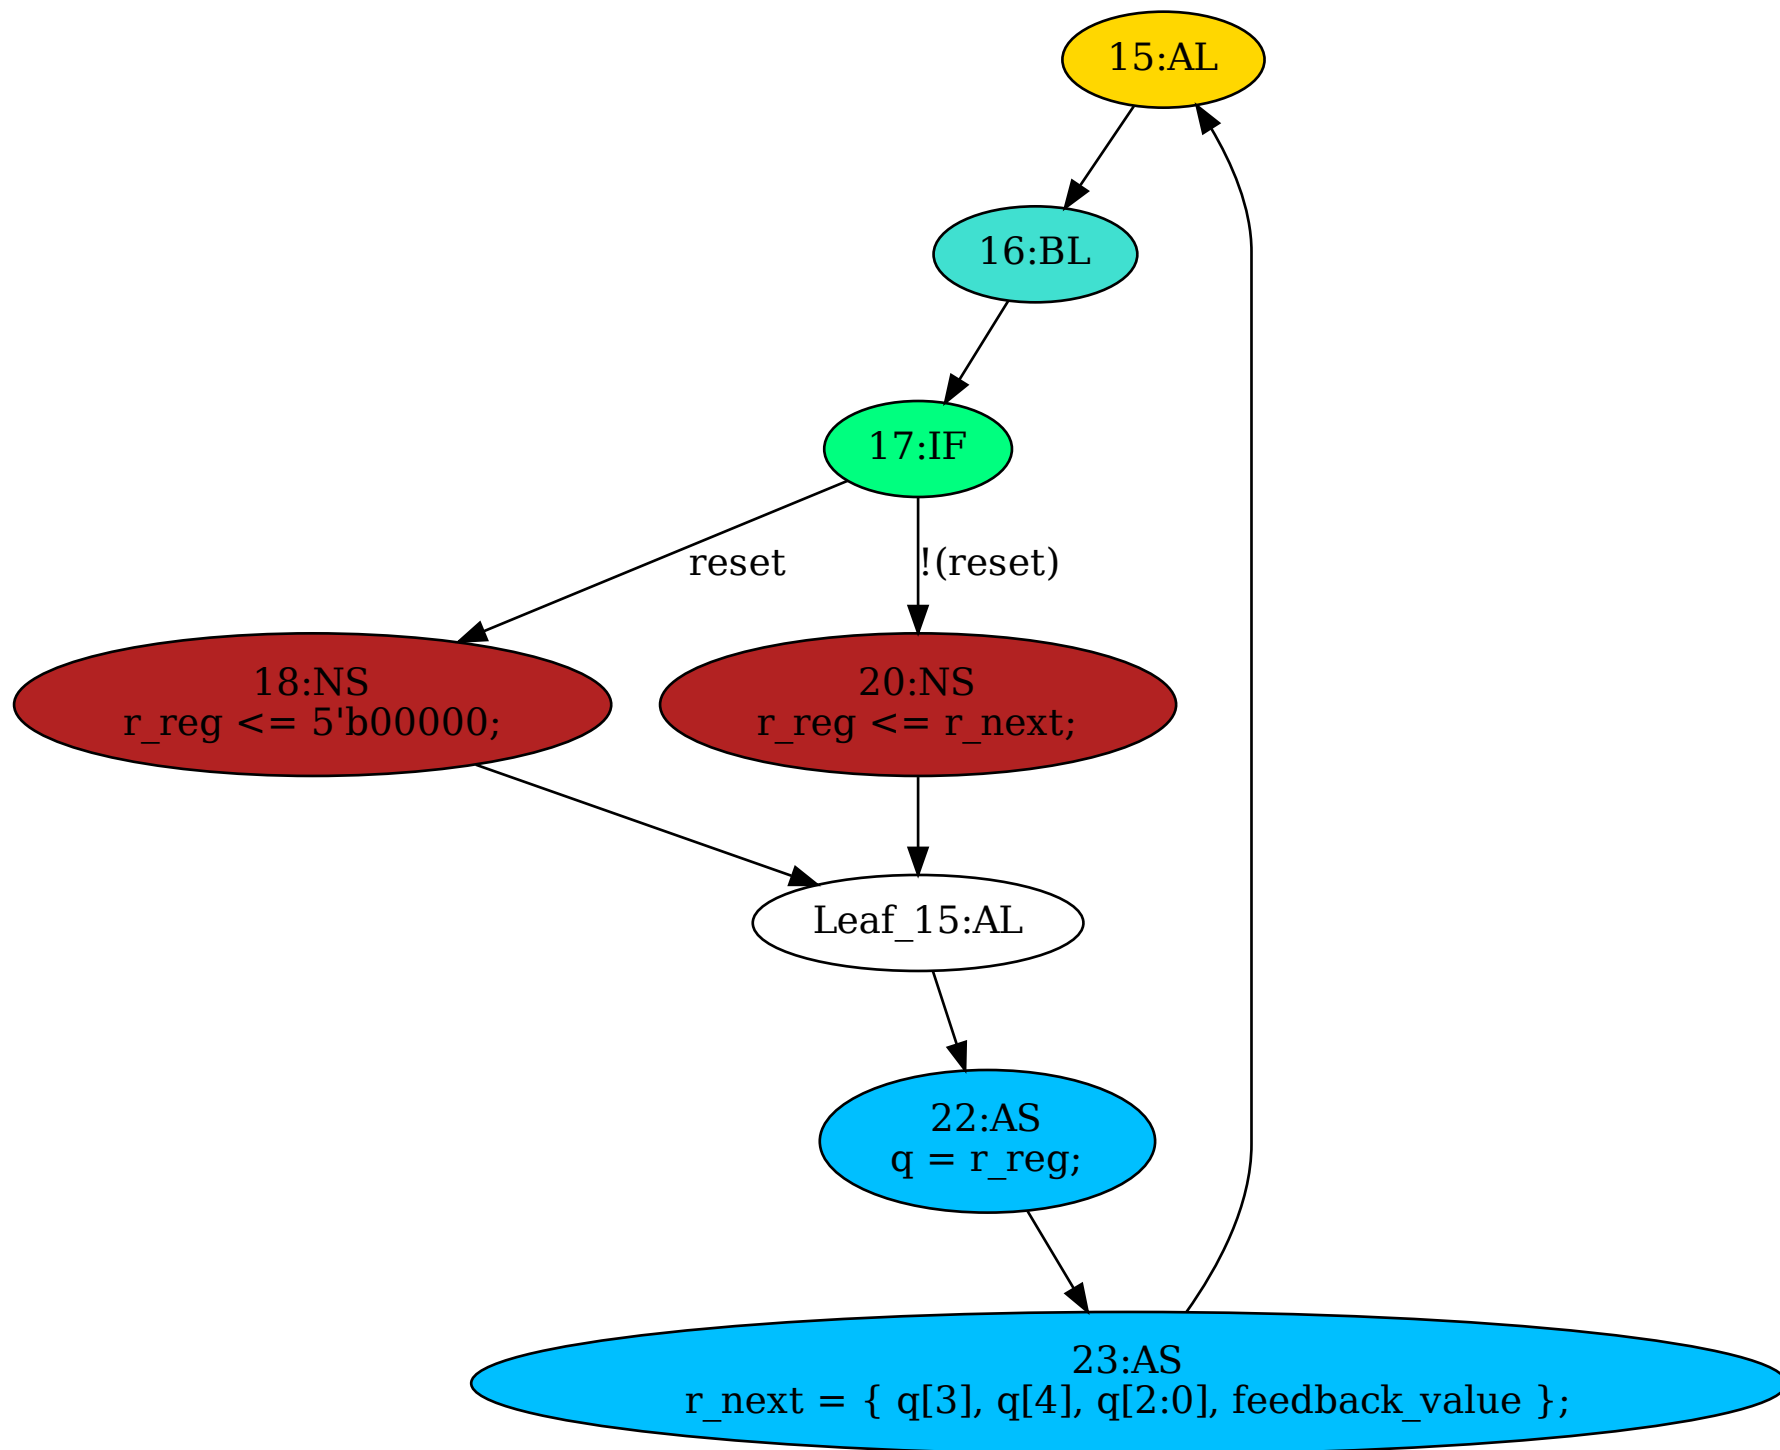 15:AL
16:BL
17:IF
reset
!(reset)
18:NS
r_reg <= 5'b00000;
20:NS
r_reg <= r_next;
Leaf_15:AL
22:AS
q = r_reg;
23:AS
r_next = { q[3], q[4], q[2:0], feedback_value };